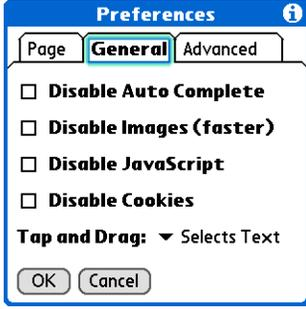 Preferences
Page General Advanced
Disable Auto Complete
Disable Images (faster)
Disable JavaScript
Disable Cookies
Tap and Drag: Selects Text
OK Cancel